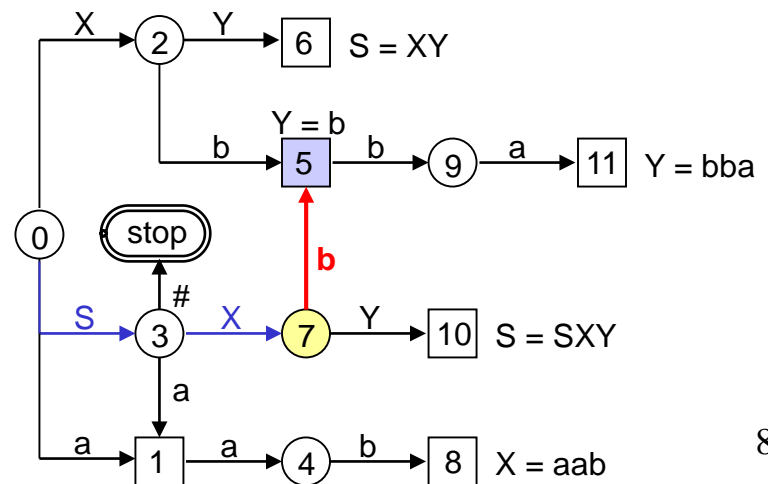 X 2 Y 6 S = XY
Y = b
b 5 b 9 a 11 Y = bba
0 stop
b
#
S 3 X 7 Y 10 S = SXY
a
a 1 a 4 b 8 X = aab
8